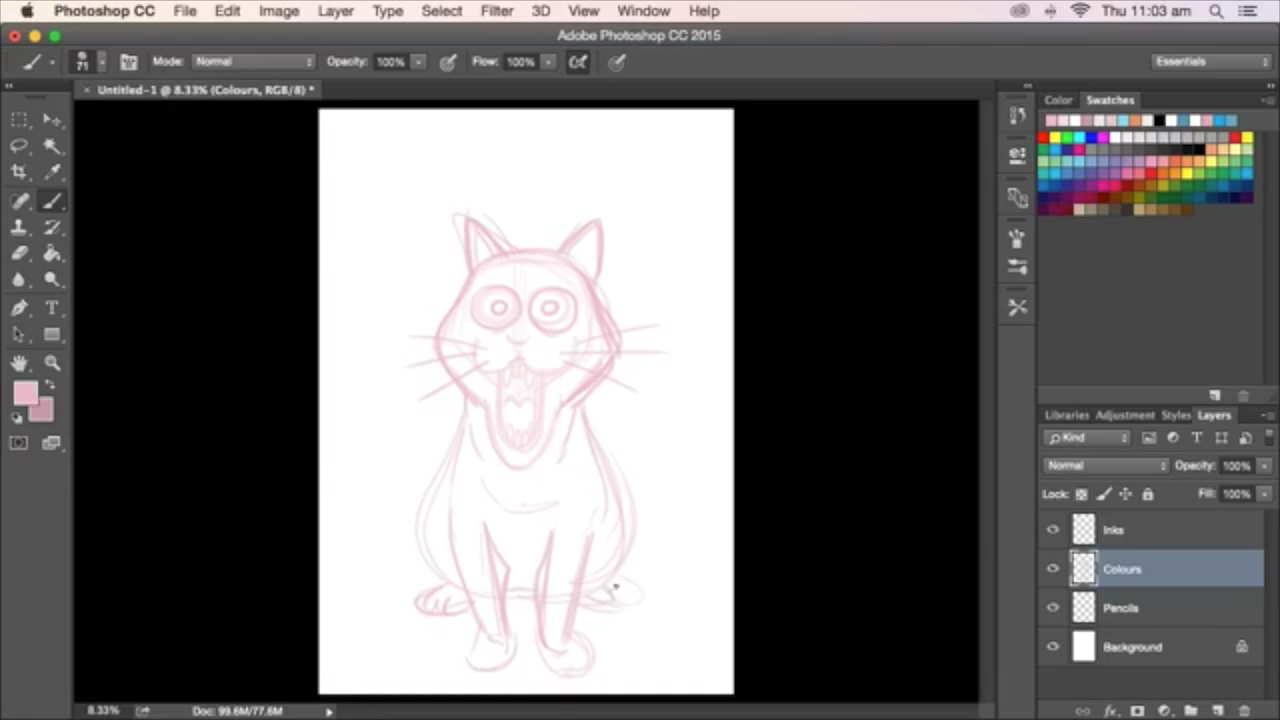 Photoshop CC File Edit Image Layer Type Select Filter 3D View Window Help Thu 11:03 am
Adobe Photoshop CC 2015
71 Mode: Normal Opacity: 100% Flow: 100% Essentials
× Untitled-1 @ 8.33% (Colours, RGB/8) *
Color Swatches
T
Libraries Adjustment Styles Layers
Kind T
Normal Opacity: 100%
Lock: Fill: 100%
Inks
Colours
Pencils
Background
8.33% Doc: 99.6M/77.6M fx